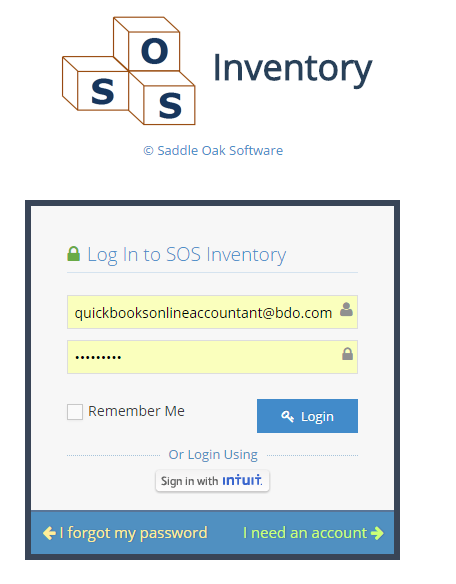 O
S S
Inventory
© Saddle Oak Software
Log In to SOS Inventory
quickbooksonlineaccountant@bdo.com
•••••••••
Remember Me
Login
Or Login Using
Sign in with intuit.
I forgot my password
I need an account